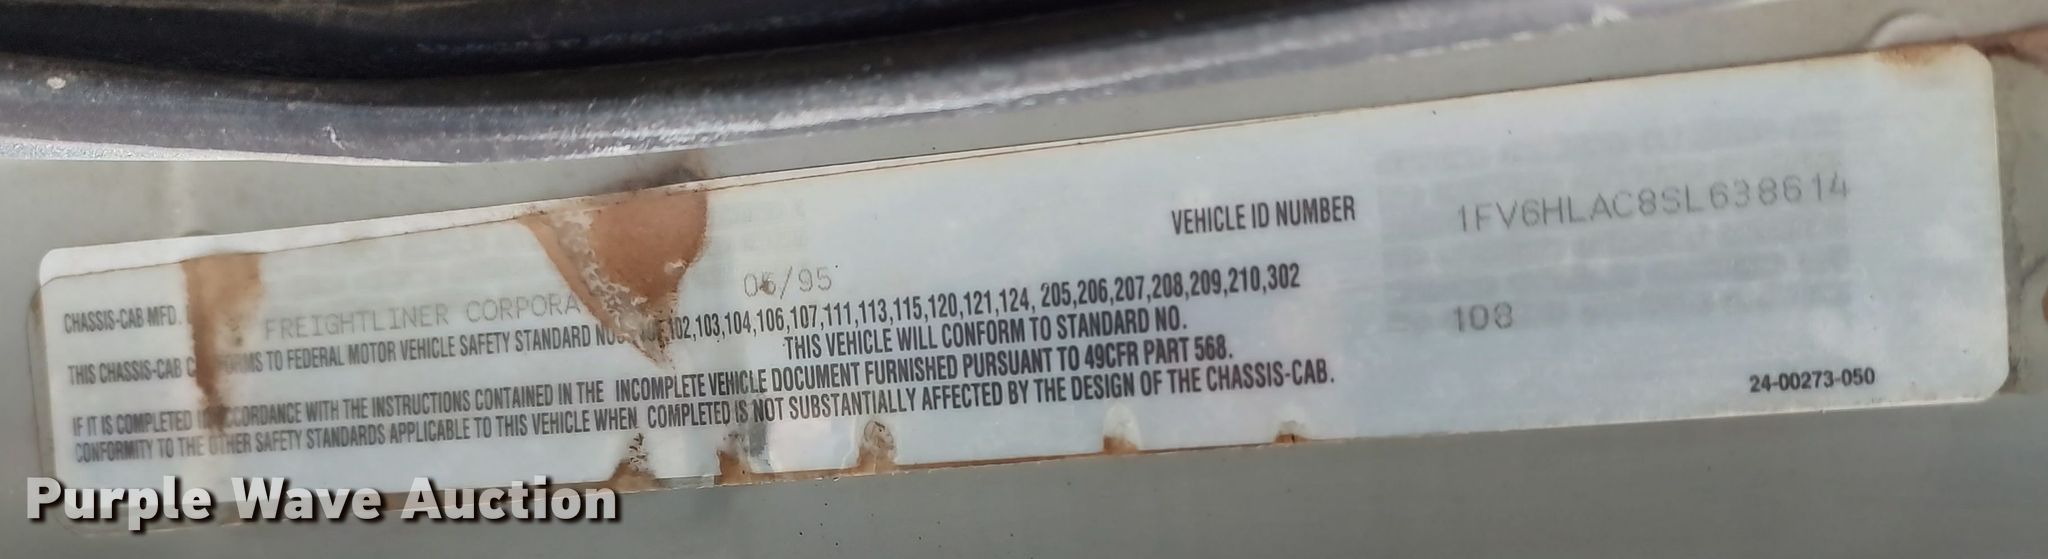 VEHICLE ID NUMBER 1FV6HLAC8SL638614
CHASSIS-CAB MFD. FREIGHTLINER CORPORA 06/95
THIS CHASSIS-CAB CONFORMS TO FEDERAL MOTOR VEHICLE SAFETY STANDARD NOS. 101,102,103,104,106,107,111,113,115,120,121,124, 205,206,207,208,209,210,302
THIS VEHICLE WILL CONFORM TO STANDARD NO. 108
IF IT IS COMPLETED IN ACCORDANCE WITH THE INSTRUCTIONS CONTAINED IN THE INCOMPLETE VEHICLE DOCUMENT FURNISHED PURSUANT TO 49CFR PART 568.
CONFORMITY TO THE OTHER SAFETY STANDARDS APPLICABLE TO THIS VEHICLE WHEN COMPLETED IS NOT SUBSTANTIALLY AFFECTED BY THE DESIGN OF THE CHASSIS-CAB.
24-00273-050
Purple Wave Auction